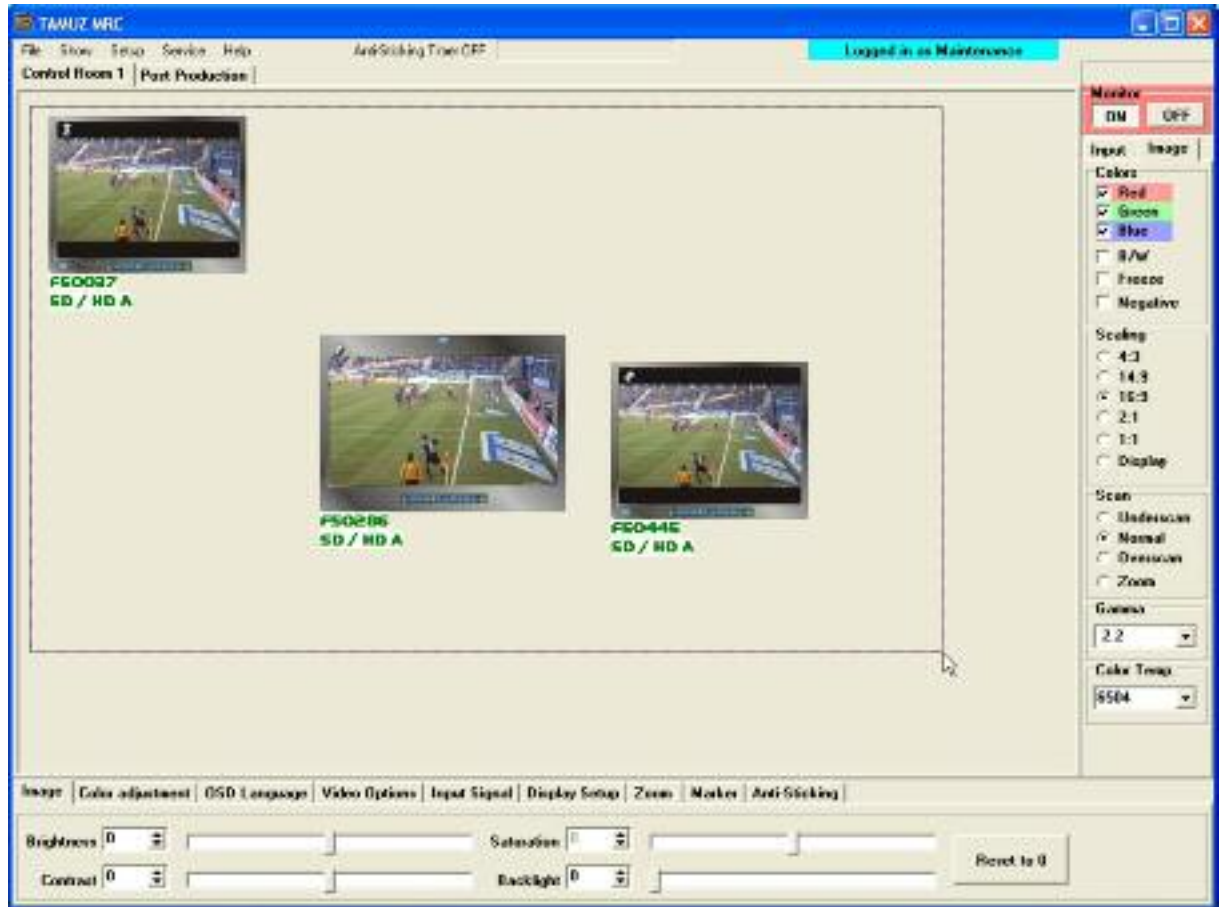 TAMUZ MRC
File Show Setup Service Help Anti-Sticking Timer OFF Logged in as Maintenance
Control Room 1 Post Production
Monitor
ON OFF
Input Image
Colors
Red
Green
Blue
B/W
Freeze
Negative
Scaling
4:3
14:9
16:9
2:1
1:1
Display
Scan
Underscan
Normal
Overscan
Zoom
Gamma
2.2
Color Temp
6504
SD / HD A
SD / HD A
SD / HD A
Image Color adjustment OSD Language Video Options Input Signal Display Setup Zoom Marker Anti-Sticking
Brightness 0 Saturation 0
Contrast 0 Backlight 0
Reset to 0